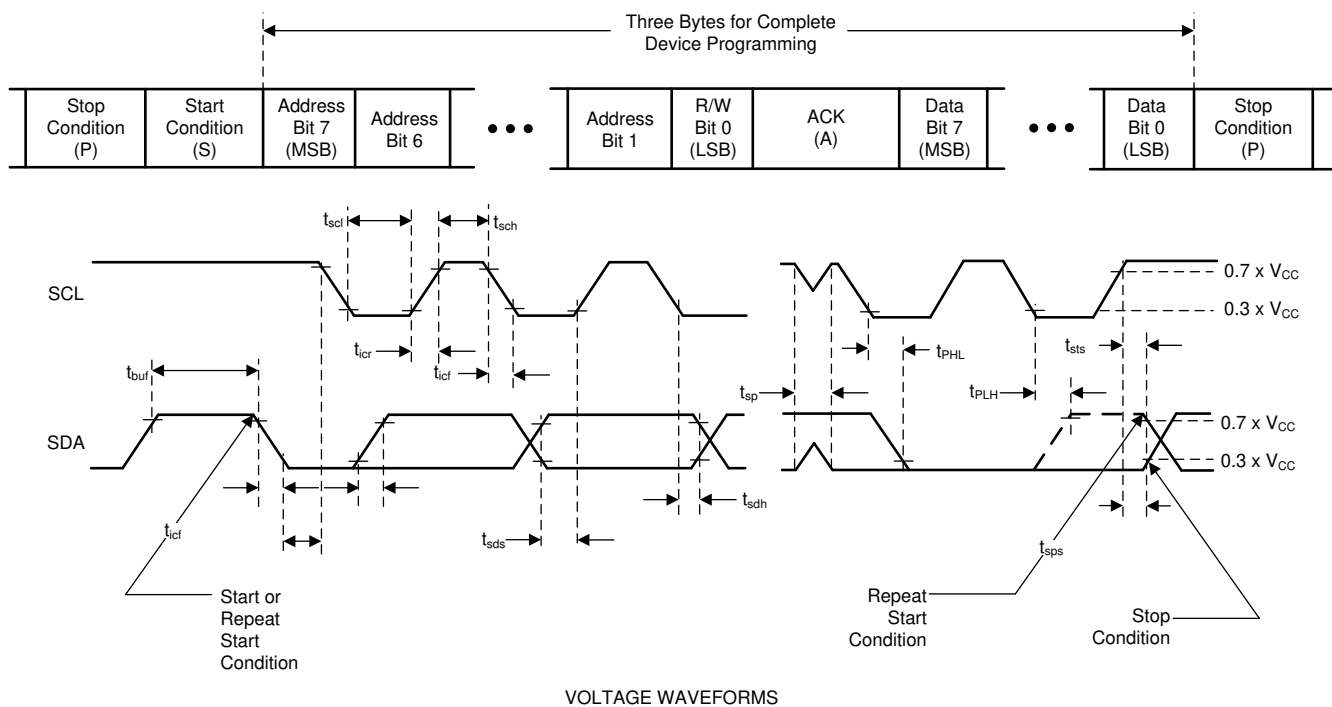 Three Bytes for Complete
Device Programming
Stop
Condition
(P)
Start
Condition
(S)
Address
Bit 7
(MSB)
Address
Bit 6
•••
Address
Bit 1
R/W
Bit 0
(LSB)
ACK
(A)
Data
Bit 7
(MSB)
•••
Data
Bit 0
(LSB)
Stop
Condition
(P)
tscl
tsch
SCL
0.7 x VCC
0.3 x VCC
ticr
ticf
tPHL
tsts
tbuf
tsp
tPLH
SDA
0.7 x VCC
0.3 x VCC
ticf
tsds
tsdh
tsps
Start or
Repeat
Start
Condition
Repeat
Start
Condition
Stop
Condition
VOLTAGE WAVEFORMS